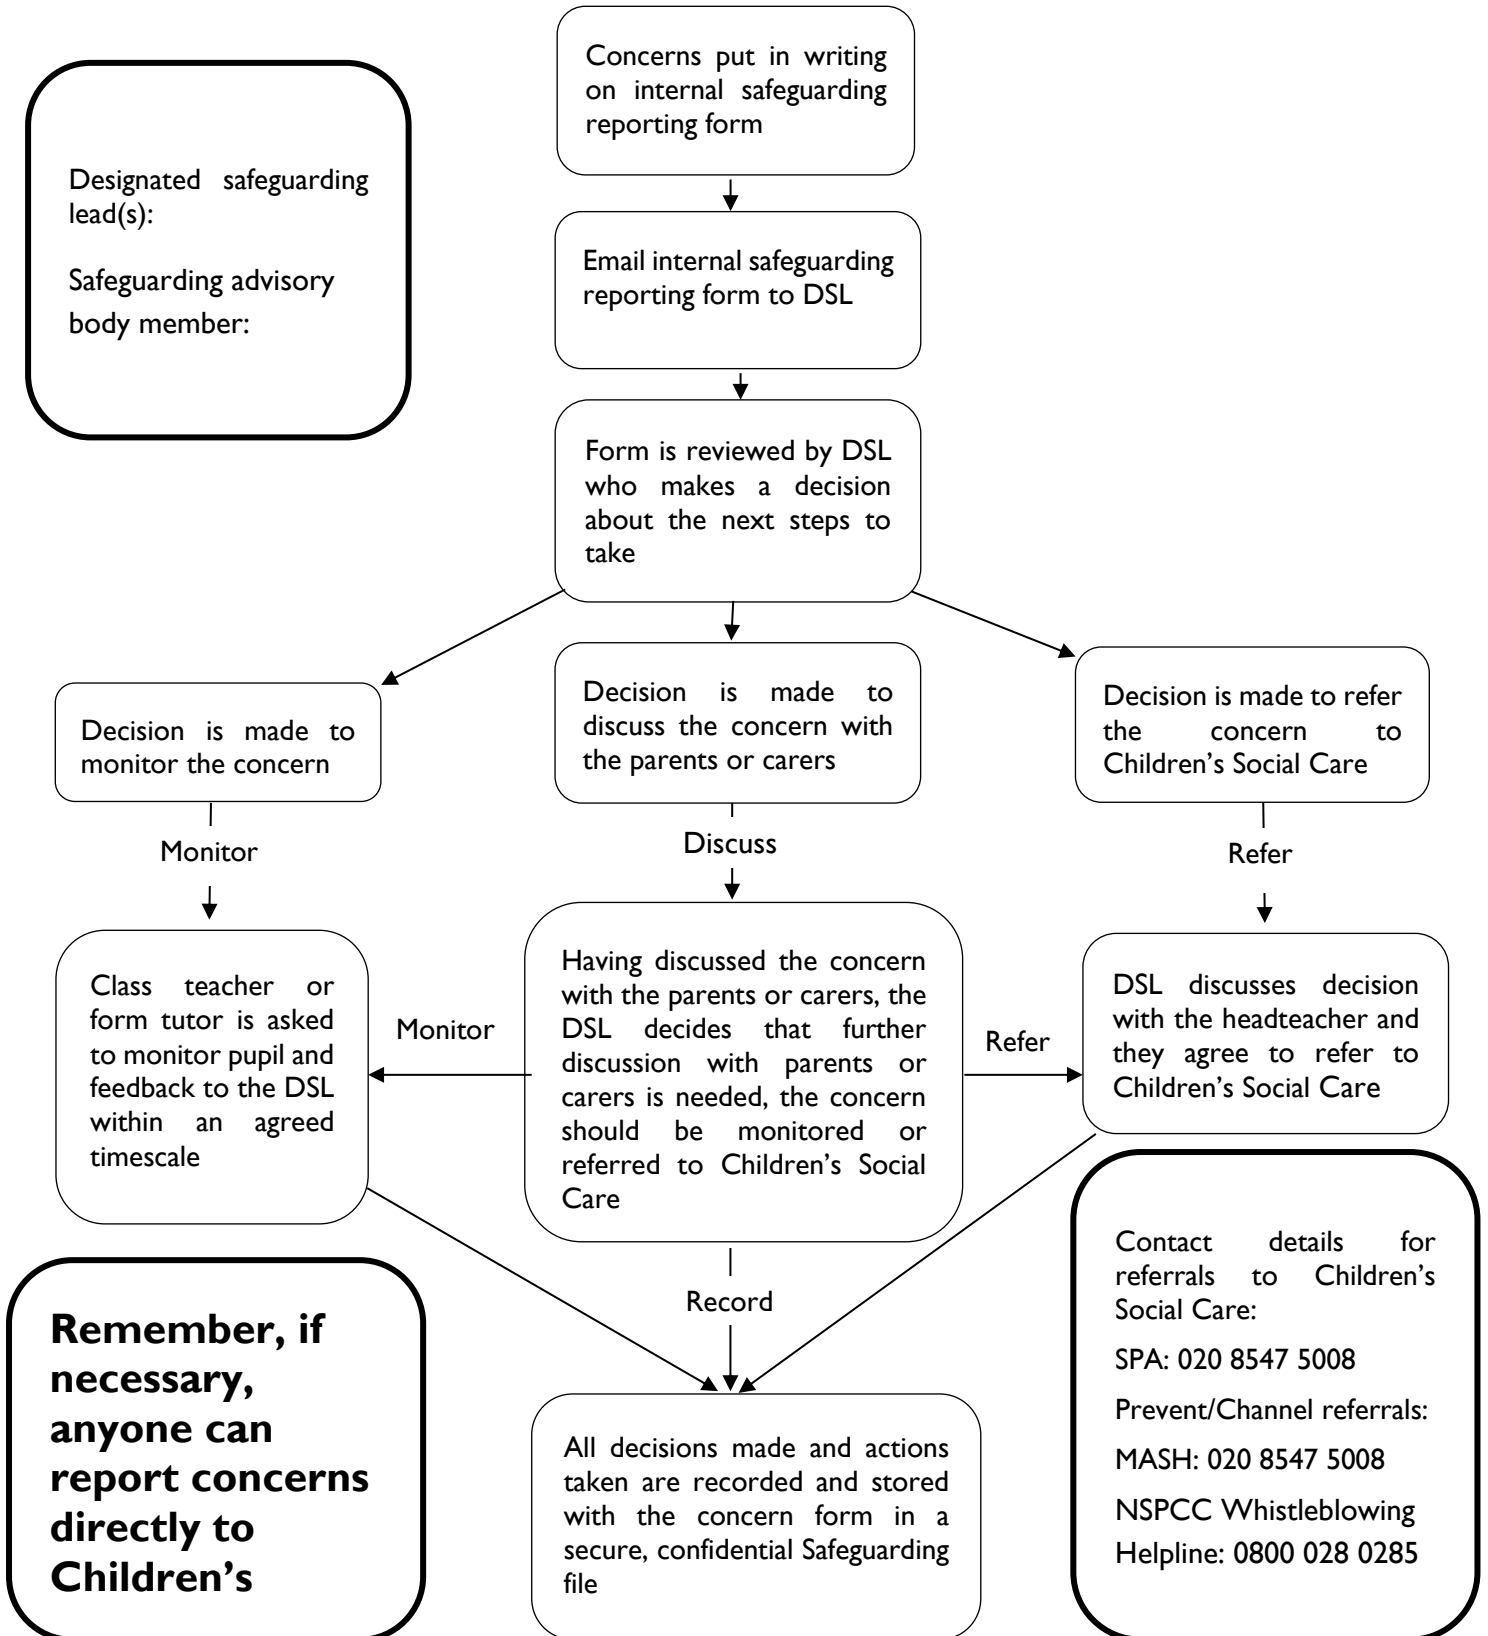 Concerns put in writing
on internal safeguarding
reporting form
Designated safeguarding
lead(s):
Safeguarding advisory
body member:
Email internal safeguarding
reporting form to DSL
Form is reviewed by DSL
who makes a decision
about the next steps to
take
Decision is made to
monitor the concern
Decision is made to
discuss the concern with
the parents or carers
Decision is made to refer
the concern to
Children’s Social Care
Monitor
Discuss
Refer
Class teacher or
form tutor is asked
to monitor pupil and
feedback to the DSL
within an agreed
timescale
Monitor
Having discussed the concern
with the parents or carers, the
DSL decides that further
discussion with parents or
carers is needed, the concern
should be monitored or
referred to Children’s Social
Care
Refer
DSL discusses decision
with the headteacher and
they agree to refer to
Children’s Social Care
Record
Remember, if
necessary,
anyone can
report concerns
directly to
Children’s
All decisions made and actions
taken are recorded and stored
with the concern form in a
secure, confidential Safeguarding
file
Contact details for
referrals to Children’s
Social Care:
SPA: 020 8547 5008
Prevent/Channel referrals:
MASH: 020 8547 5008
NSPCC Whistleblowing
Helpline: 0800 028 0285